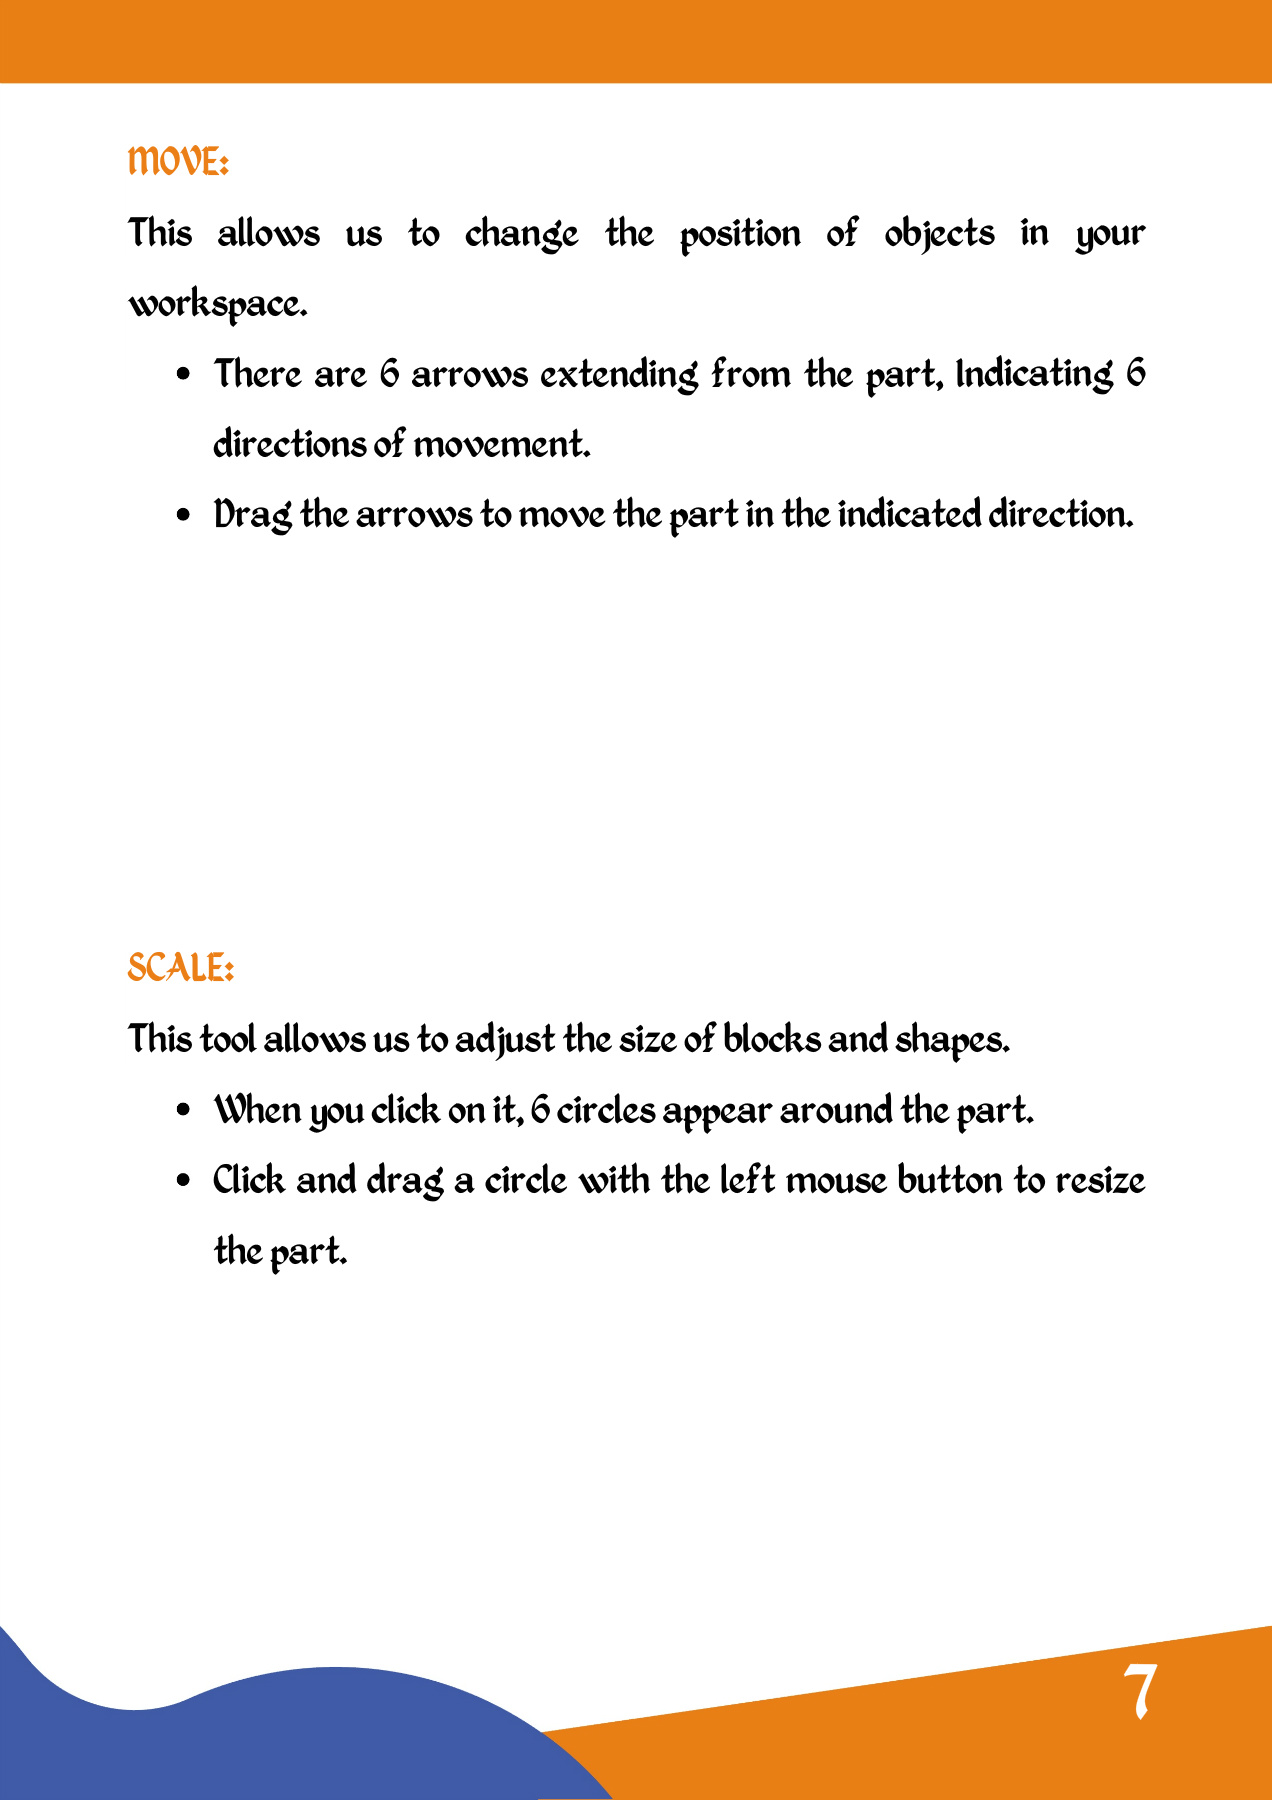 MOVE:
This allows us to change the position of objects in your
workspace.
• There are 6 arrows extending from the part, Indicating 6
directions of movement.
• Drag the arrows to move the part in the indicated direction.
SCALE:
This tool allows us to adjust the size of blocks and shapes.
• When you click on it, 6 circles appear around the part.
• Click and drag a circle with the left mouse button to resize
the part.
7